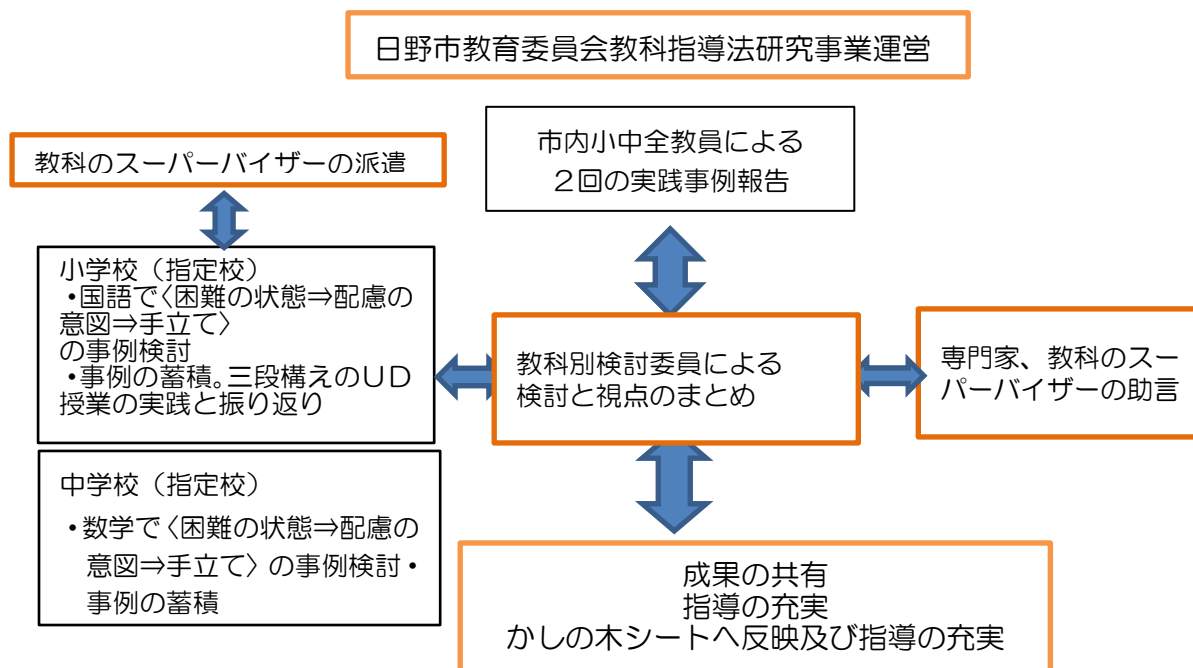 日野市教育委員会教科指導法研究事業運営
市内小中全教員による
２回の実践事例報告
教科のスーパーバイザーの派遣
小学校（指定校）
・国語で〈困難の状態⇒配慮の
意図⇒手立て〉
の事例検討
・事例の蓄積。三段構えのＵＤ
授業の実践と振り返り
教科別検討委員による
検討と視点のまとめ
専門家、教科のスー
パーバイザーの助言
中学校（指定校）
・数学で〈困難の状態⇒配慮の
意図⇒手立て〉の事例検討・
事例の蓄積
成果の共有
指導の充実
かしの木シートへ反映及び指導の充実